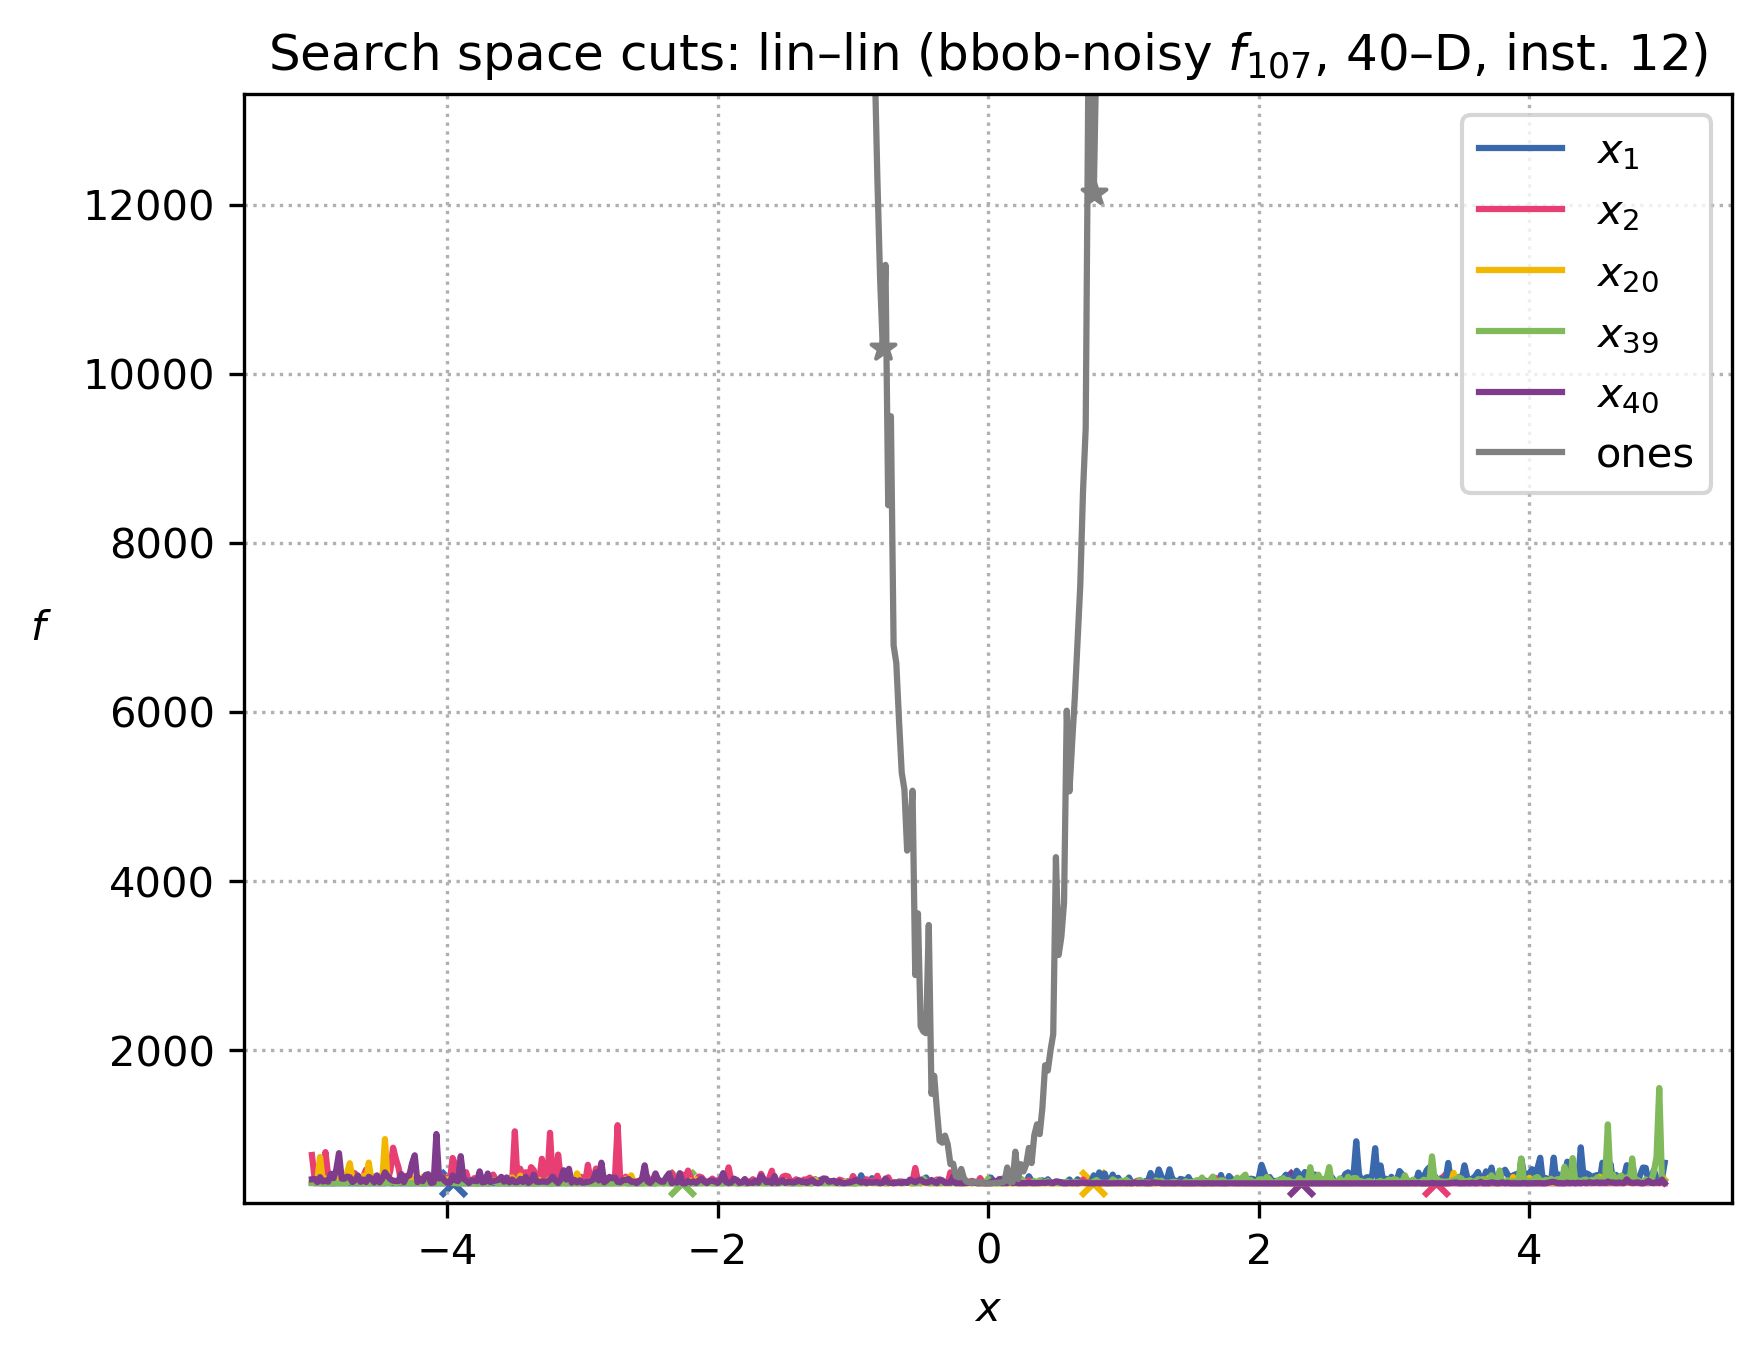 Search space cuts: lin–lin (bbob-noisy f₁₀₇, 40–D, inst. 12)
x₁
x₂
x₂₀
x₃₉
x₄₀
ones
12000
10000
8000
6000
4000
2000
f
−4
−2
0
2
4
x